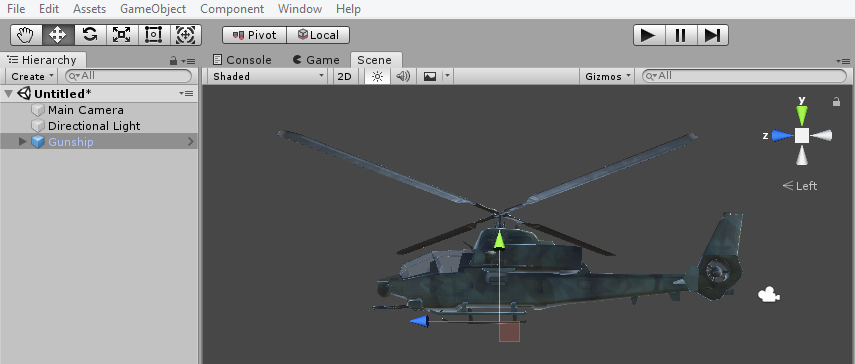 File Edit Assets GameObject Component Window Help
Pivot Local
Hierarchy
Console Game Scene
Create All
Shaded 2D Gizmos All
Untitled*
Main Camera
Directional Light
Gunship
y
z
Left